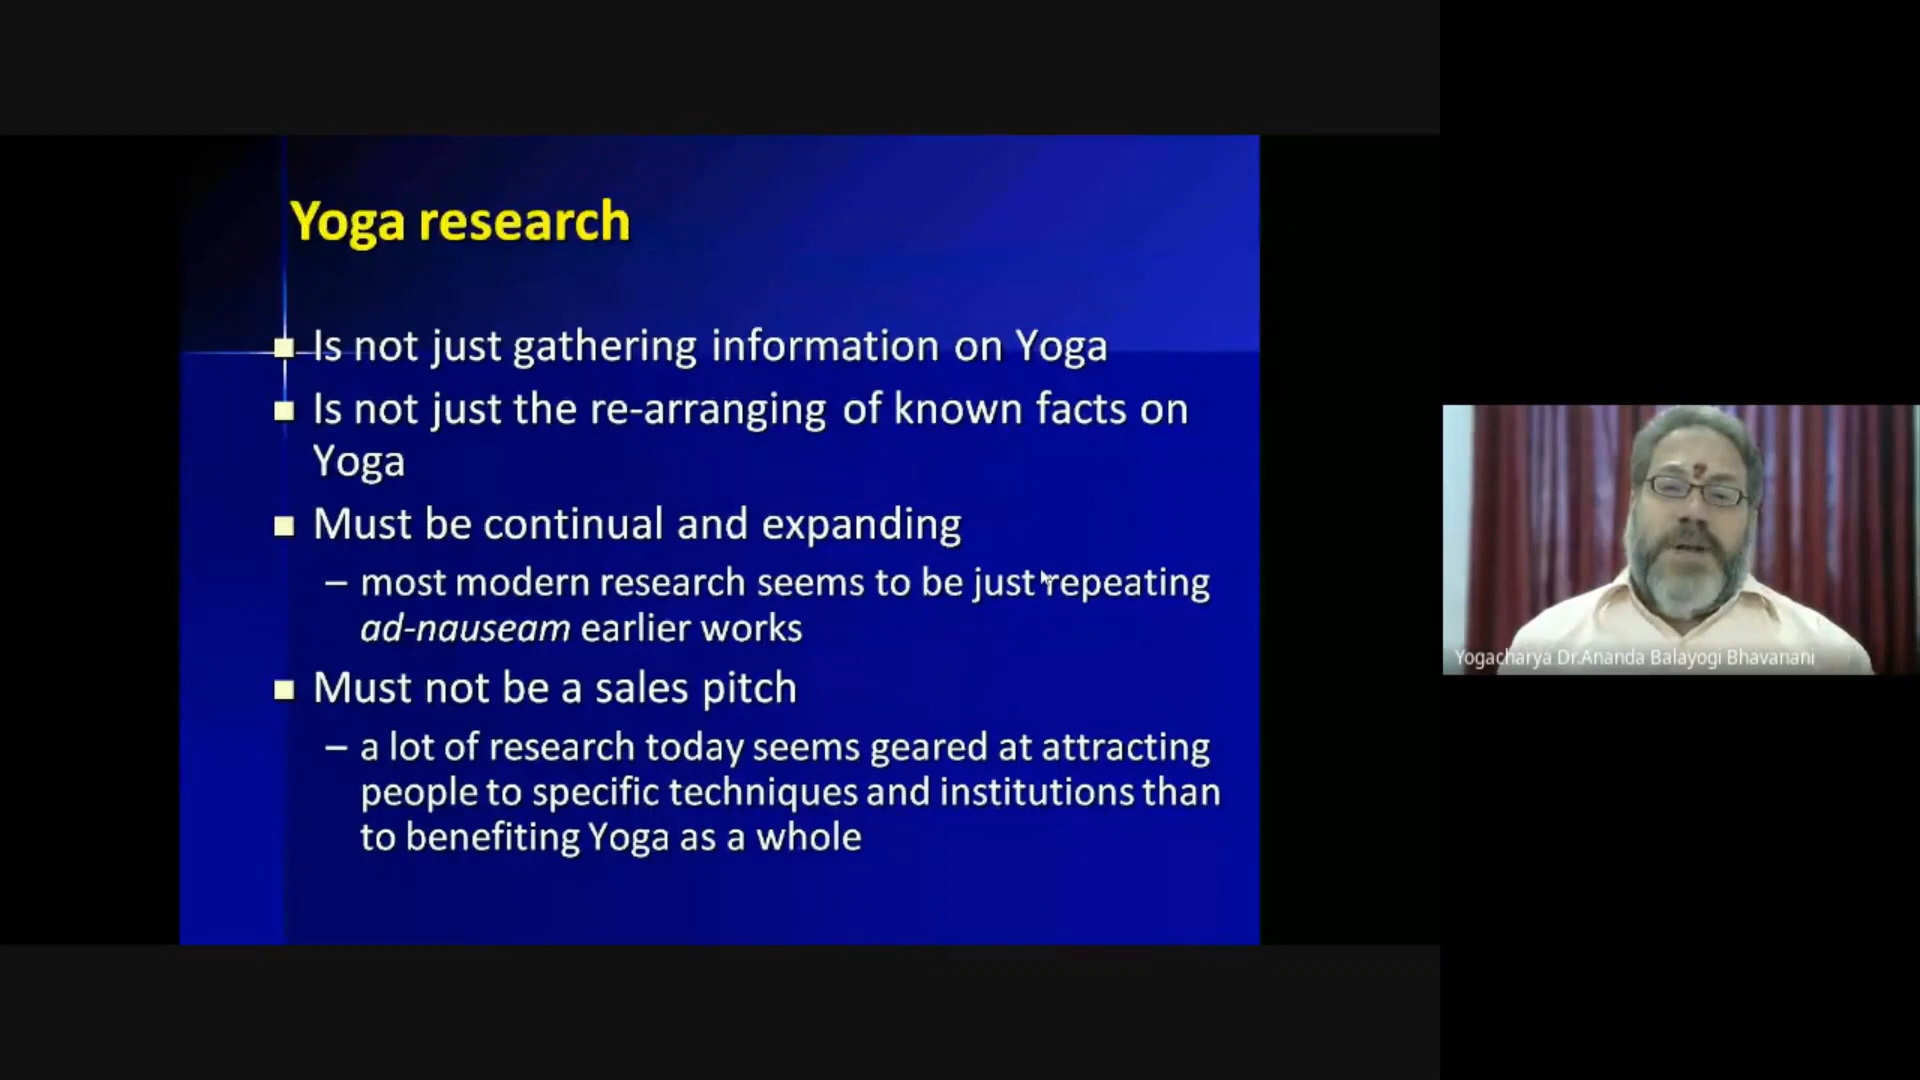 Yoga research
Is not just gathering information on Yoga
Is not just the re-arranging of known facts on
Yoga
Must be continual and expanding
– most modern research seems to be just repeating
ad-nauseam earlier works
Must not be a sales pitch
– a lot of research today seems geared at attracting
people to specific techniques and institutions than
to benefiting Yoga as a whole
Yogacharya Dr.Ananda Balayogi Bhavanani